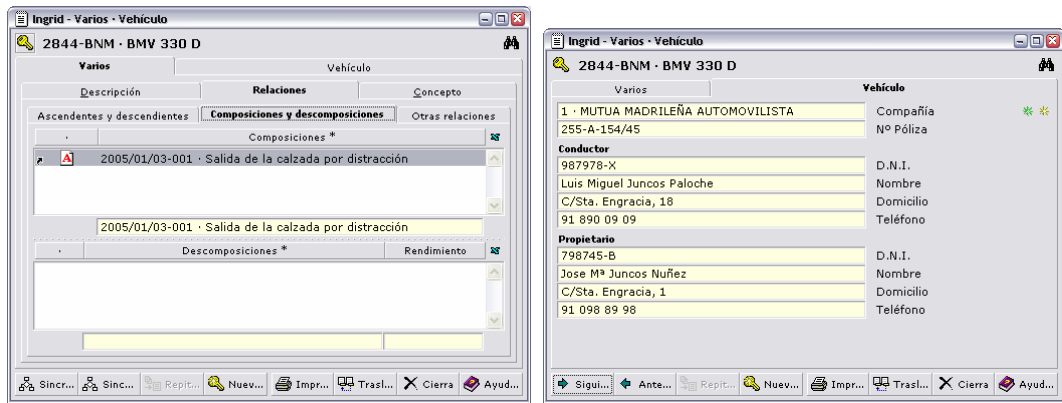 Ingrid - Varios · Vehículo
2844-BNM · BMV 330 D
Varios Vehículo
Descripción Relaciones Concepto
Ascendentes y descendientes Composiciones y descomposiciones Otras relaciones
· Composiciones *
A 2005/01/03-001 · Salida de la calzada por distracción
2005/01/03-001 · Salida de la calzada por distracción
· Descomposiciones * Rendimiento
Sincr... Sinc... Repit... Nuev... Impr... Trasl... Cierra Ayud...
Ingrid - Varios · Vehículo
2844-BNM · BMV 330 D
Varios Vehículo
1 · MUTUA MADRILEÑA AUTOMOVILISTA Compañía
255-A-154/45 Nº Póliza
Conductor
987978-X D.N.I.
Luis Miguel Juncos Paloche Nombre
C/Sta. Engracia, 18 Domicilio
91 890 09 09 Teléfono
Propietario
798745-B D.N.I.
Jose Mª Juncos Nuñez Nombre
C/Sta. Engracia, 1 Domicilio
91 098 89 98 Teléfono
Sigui... Ante... Repit... Nuev... Impr... Trasl... Cierra Ayud...